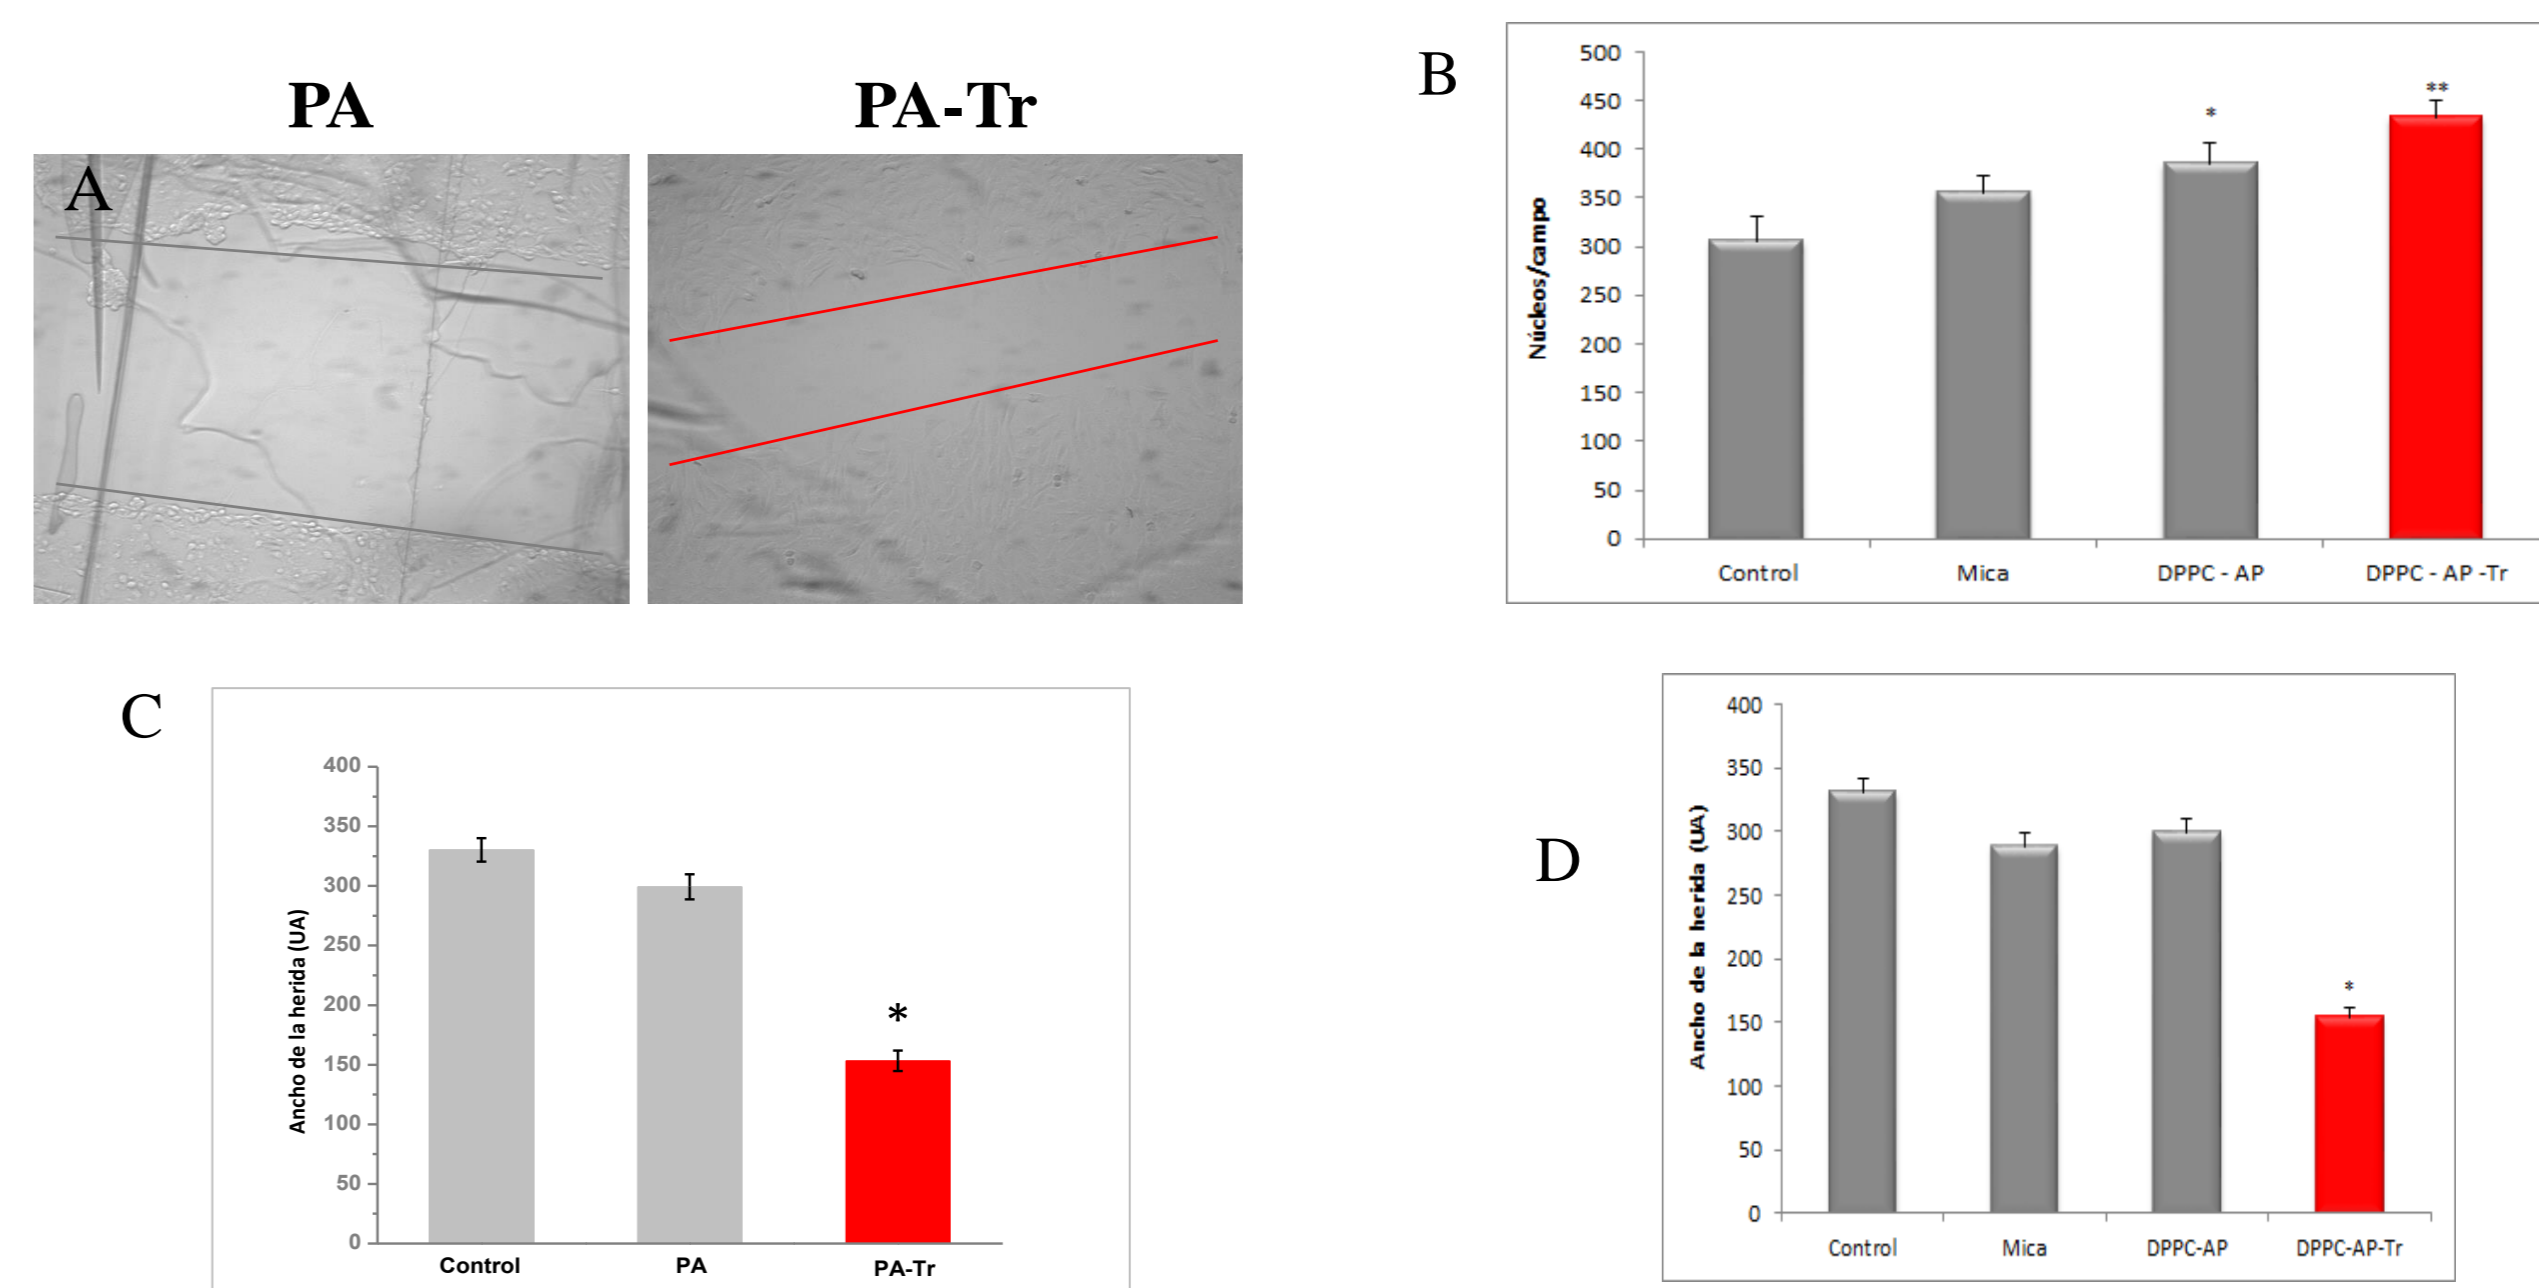 PA
PA-Tr
A
B
500
450
400
350
300
250
200
150
100
50
0
Núcleos/campo
*
**
Control
Mica
DPPC - AP
DPPC - AP -Tr
C
400
350
300
250
200
150
100
50
0
Ancho de la herida (UA)
*
Control
PA
PA-Tr
D
400
350
300
250
200
150
100
50
0
Ancho de la herida (UA)
*
Control
Mica
DPPC-AP
DPPC-AP-Tr